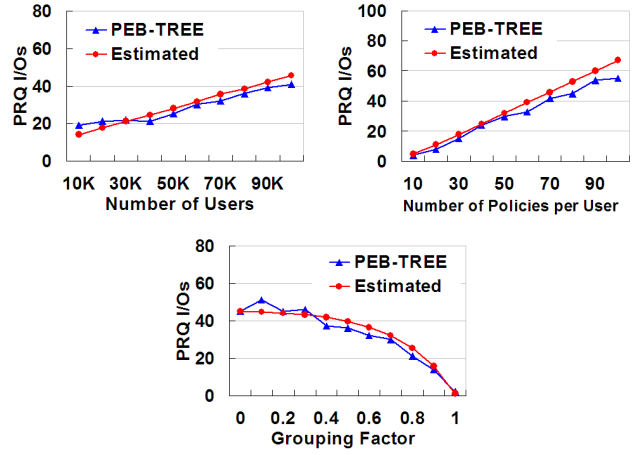 80
60
40
20
0
PRQ I/Os
PEB-TREE
Estimated
10K 30K 50K 70K 90K
Number of Users
100
80
60
40
20
0
PRQ I/Os
PEB-TREE
Estimated
10 30 50 70 90
Number of Policies per User
80
60
40
20
0
PRQ I/Os
PEB-TREE
Estimated
0 0.2 0.4 0.6 0.8 1
Grouping Factor